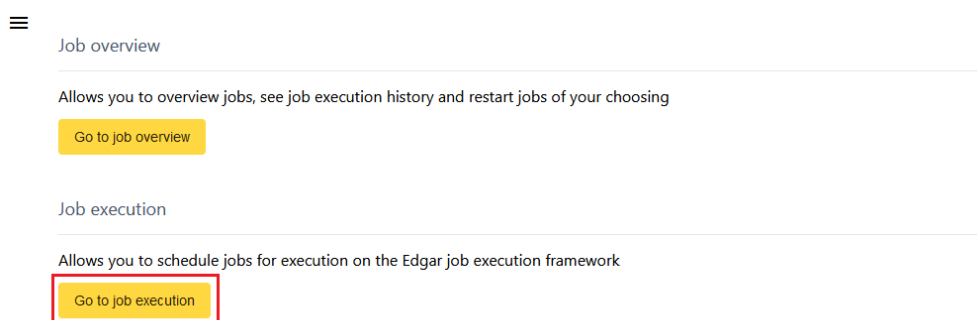 Job overview
Allows you to overview jobs, see job execution history and restart jobs of your choosing
Go to job overview
Job execution
Allows you to schedule jobs for execution on the Edgar job execution framework
Go to job execution